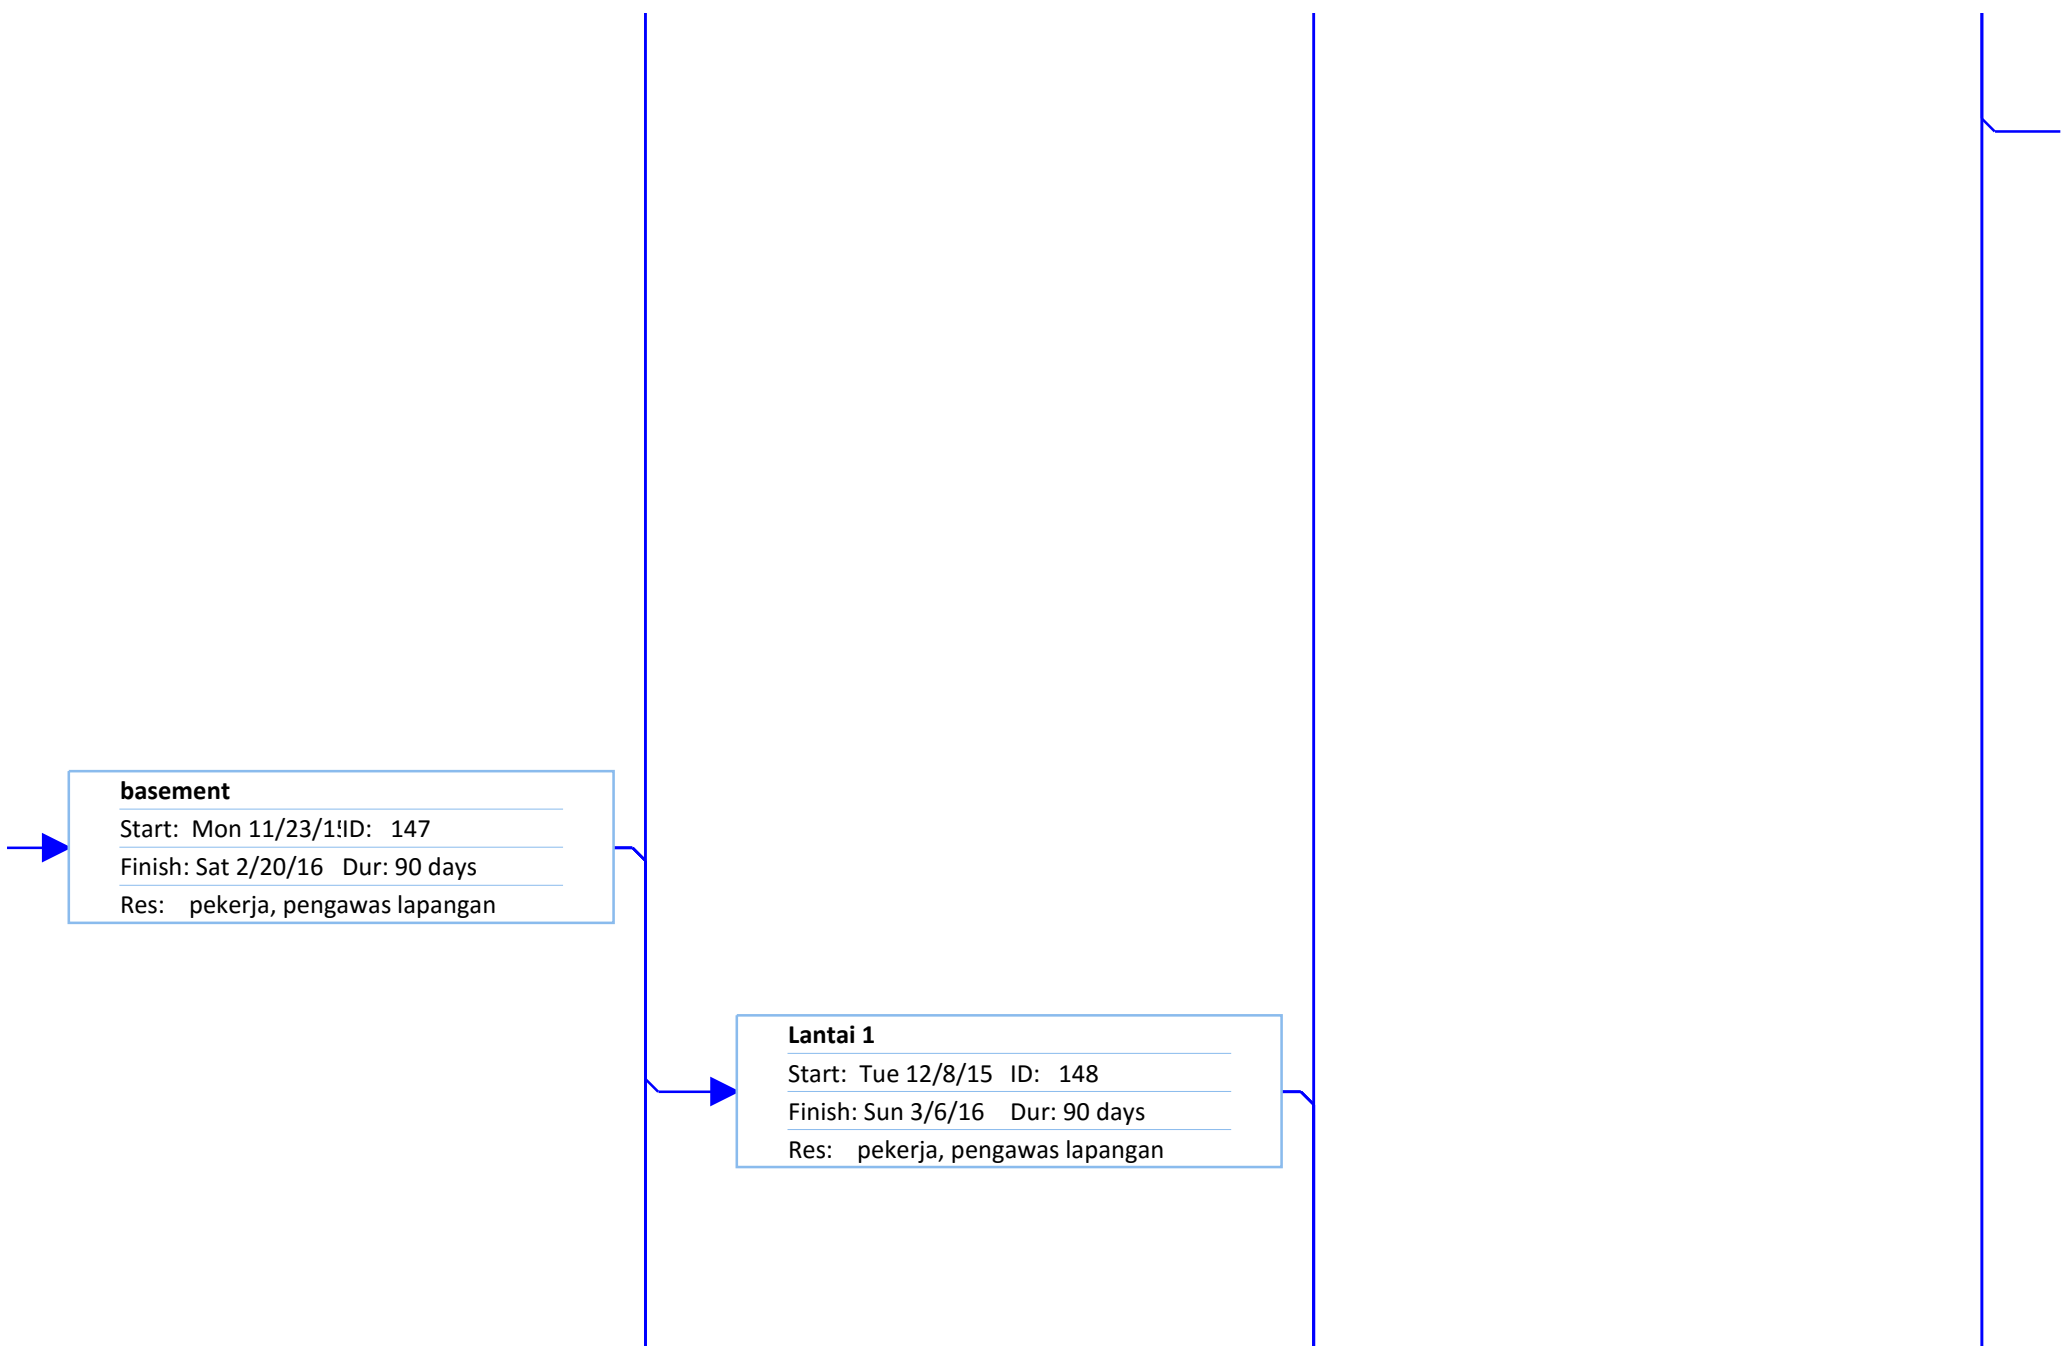 basement
Start: Mon 11/23/1 ID: 147
Finish: Sat 2/20/16 Dur: 90 days
Res: pekerja, pengawas lapangan
Lantai 1
Start: Tue 12/8/15 ID: 148
Finish: Sun 3/6/16 Dur: 90 days
Res: pekerja, pengawas lapangan